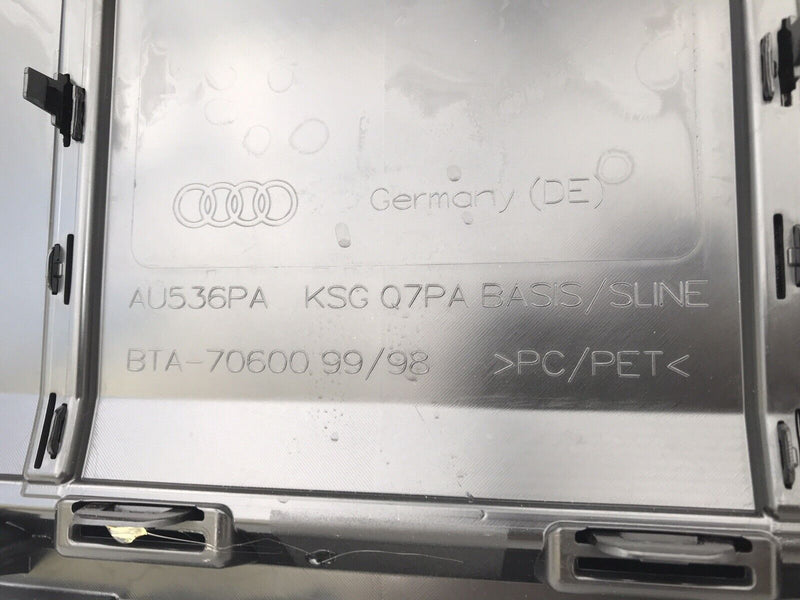 Germany (DE)
AU536PA KSG Q7PA BASIS/SLINE
BTA-70600 99/98 >PC/PET<